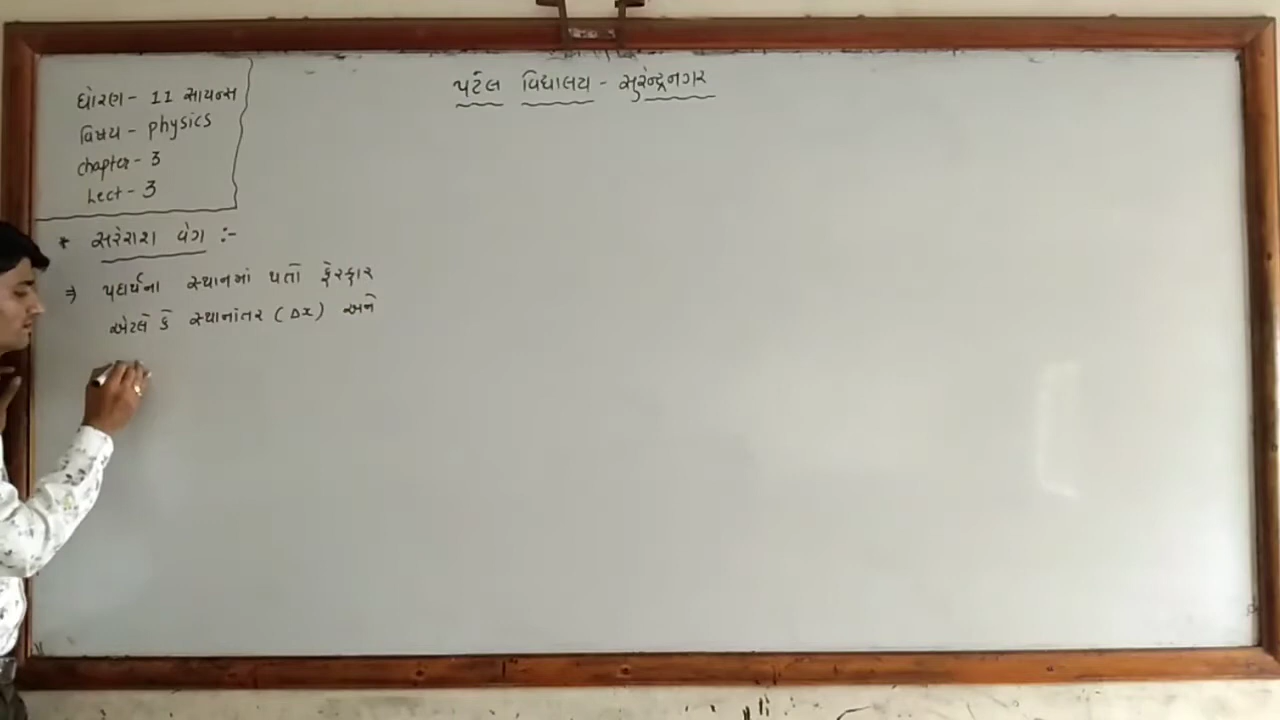 પટેલ વિદ્યાલય - સુરેન્દ્રનગર
ધોરણ - 11 સાયન્સ
વિષય - physics
chapter - 3
Lect - 3
* સરેરાશ વેગ :-
⇒ પદાર્થના સ્થાનમાં થતો ફેરફાર
એટલે કે સ્થાનાંતર (Δx) અને